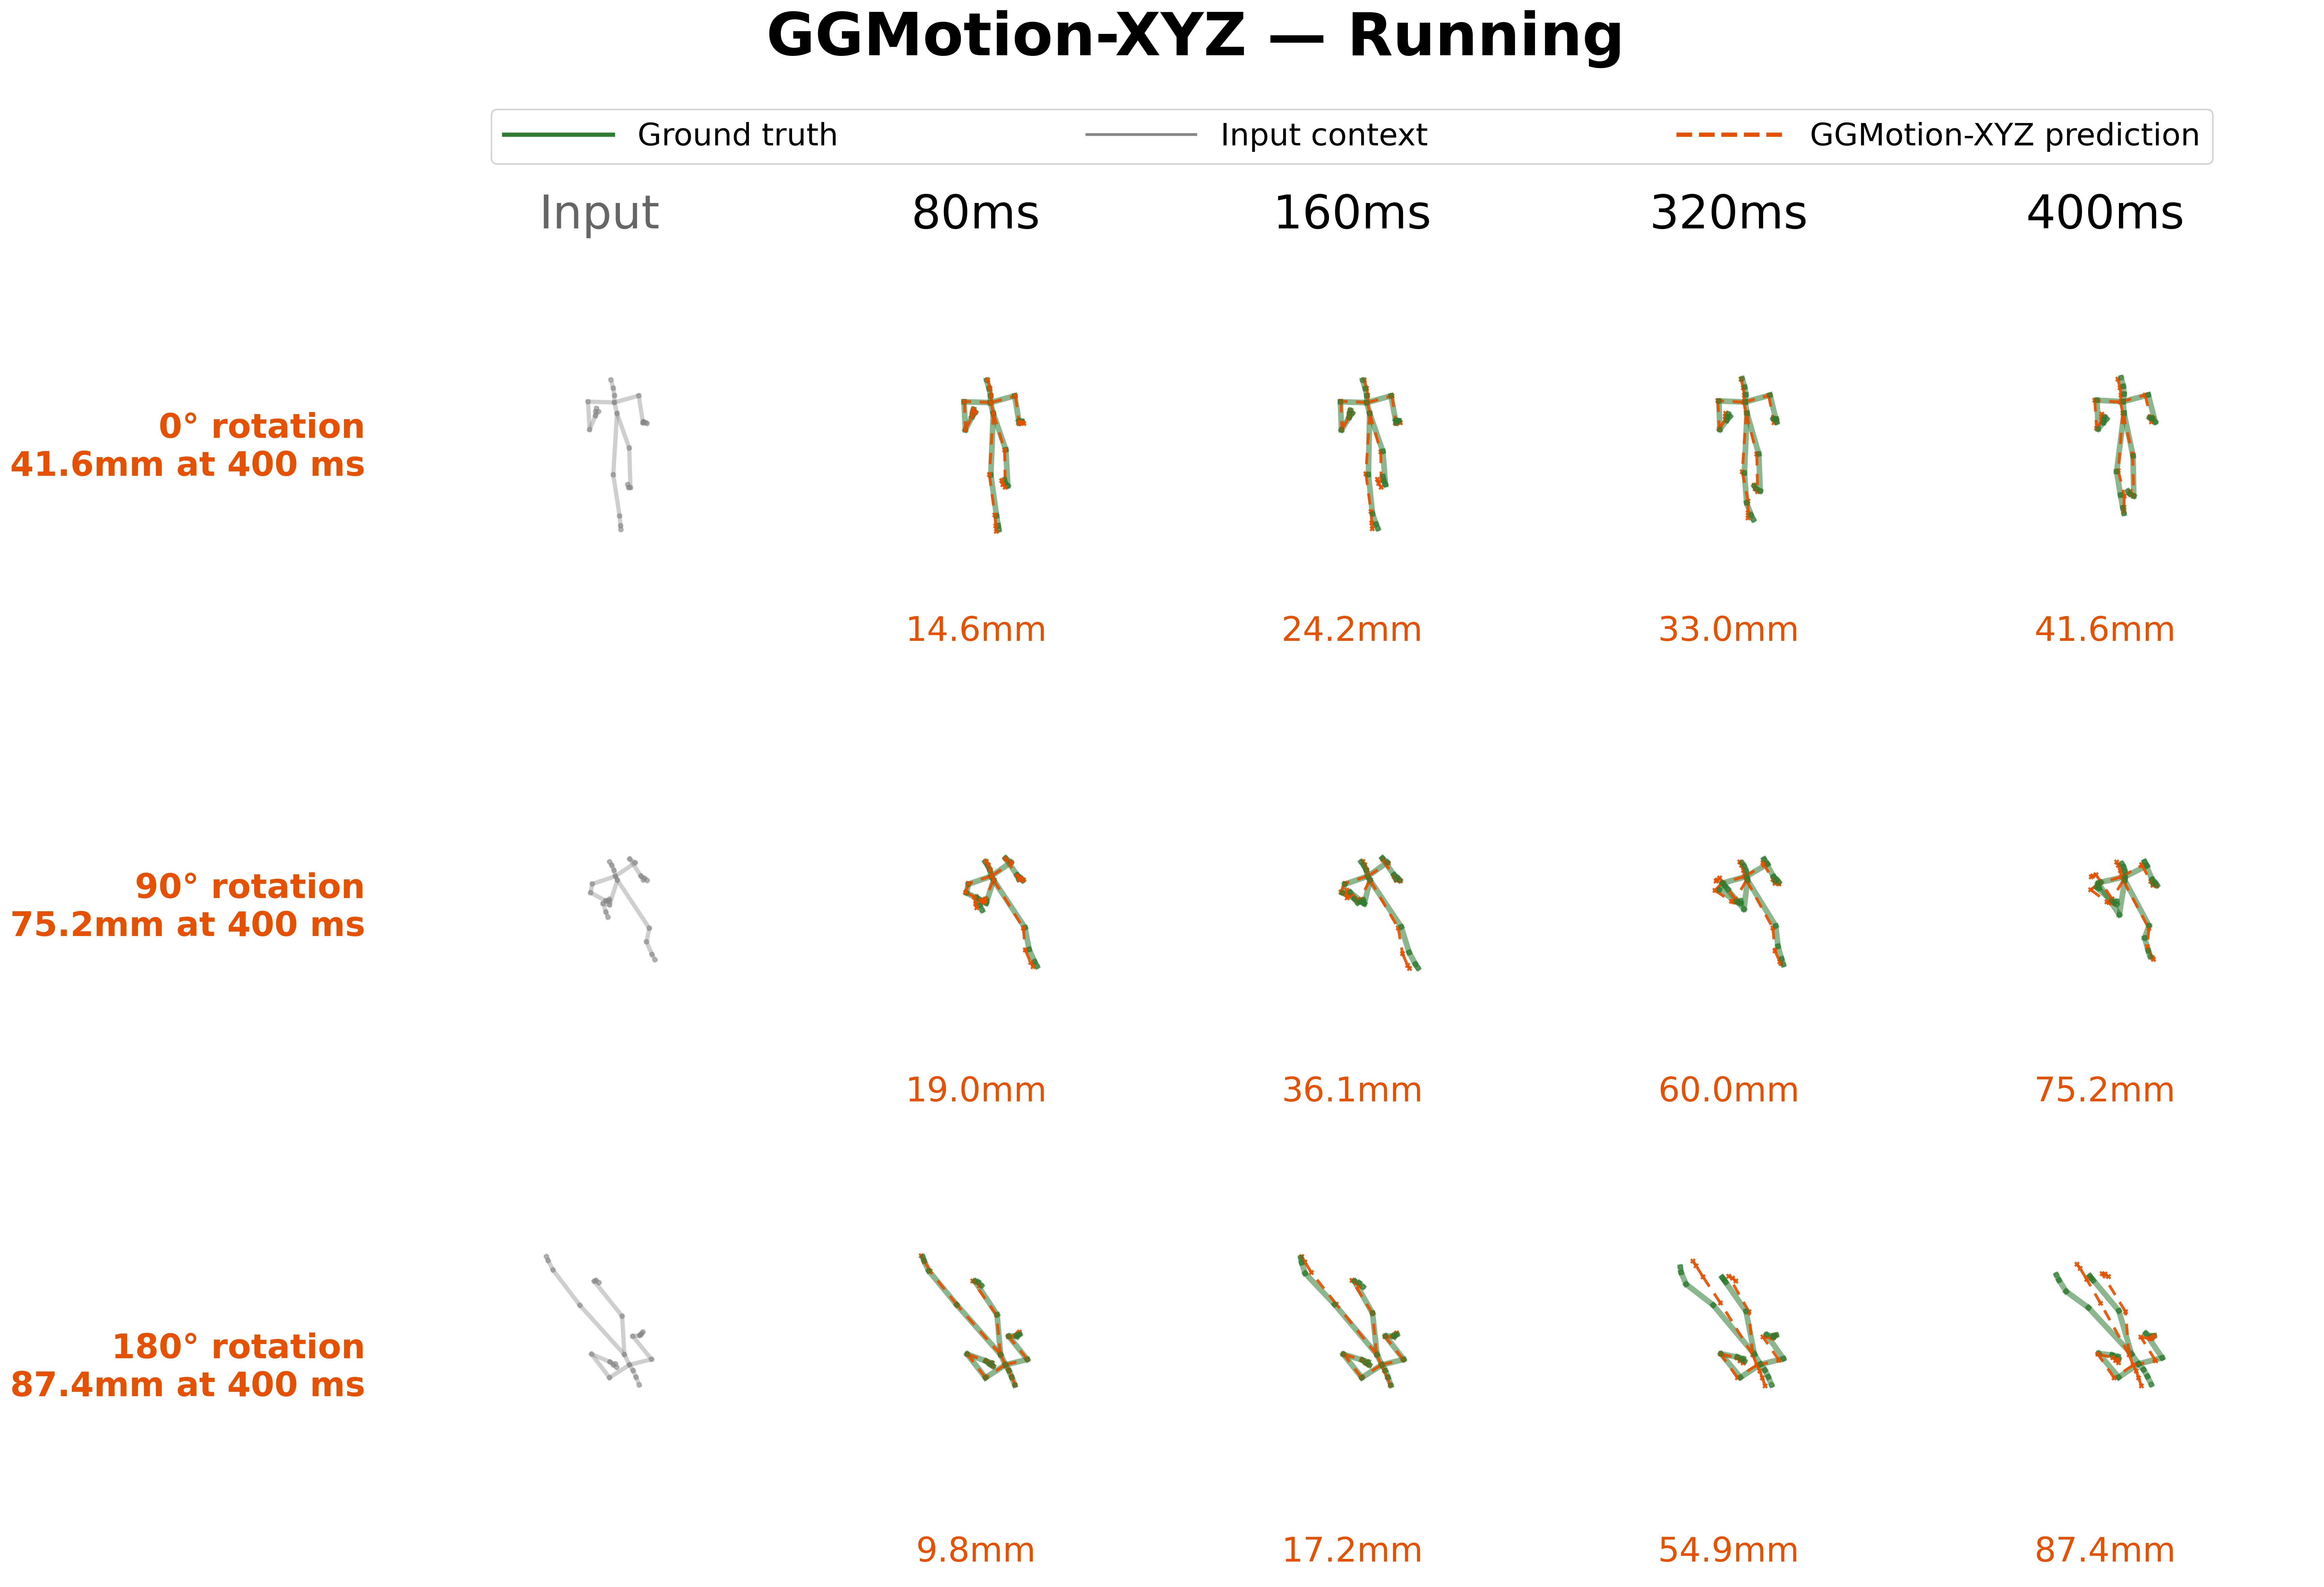 GGMotion-XYZ — Running
Ground truth
Input context
GGMotion-XYZ prediction
Input
80ms
160ms
320ms
400ms
0° rotation
41.6mm at 400 ms
14.6mm
24.2mm
33.0mm
41.6mm
90° rotation
75.2mm at 400 ms
19.0mm
36.1mm
60.0mm
75.2mm
180° rotation
87.4mm at 400 ms
9.8mm
17.2mm
54.9mm
87.4mm